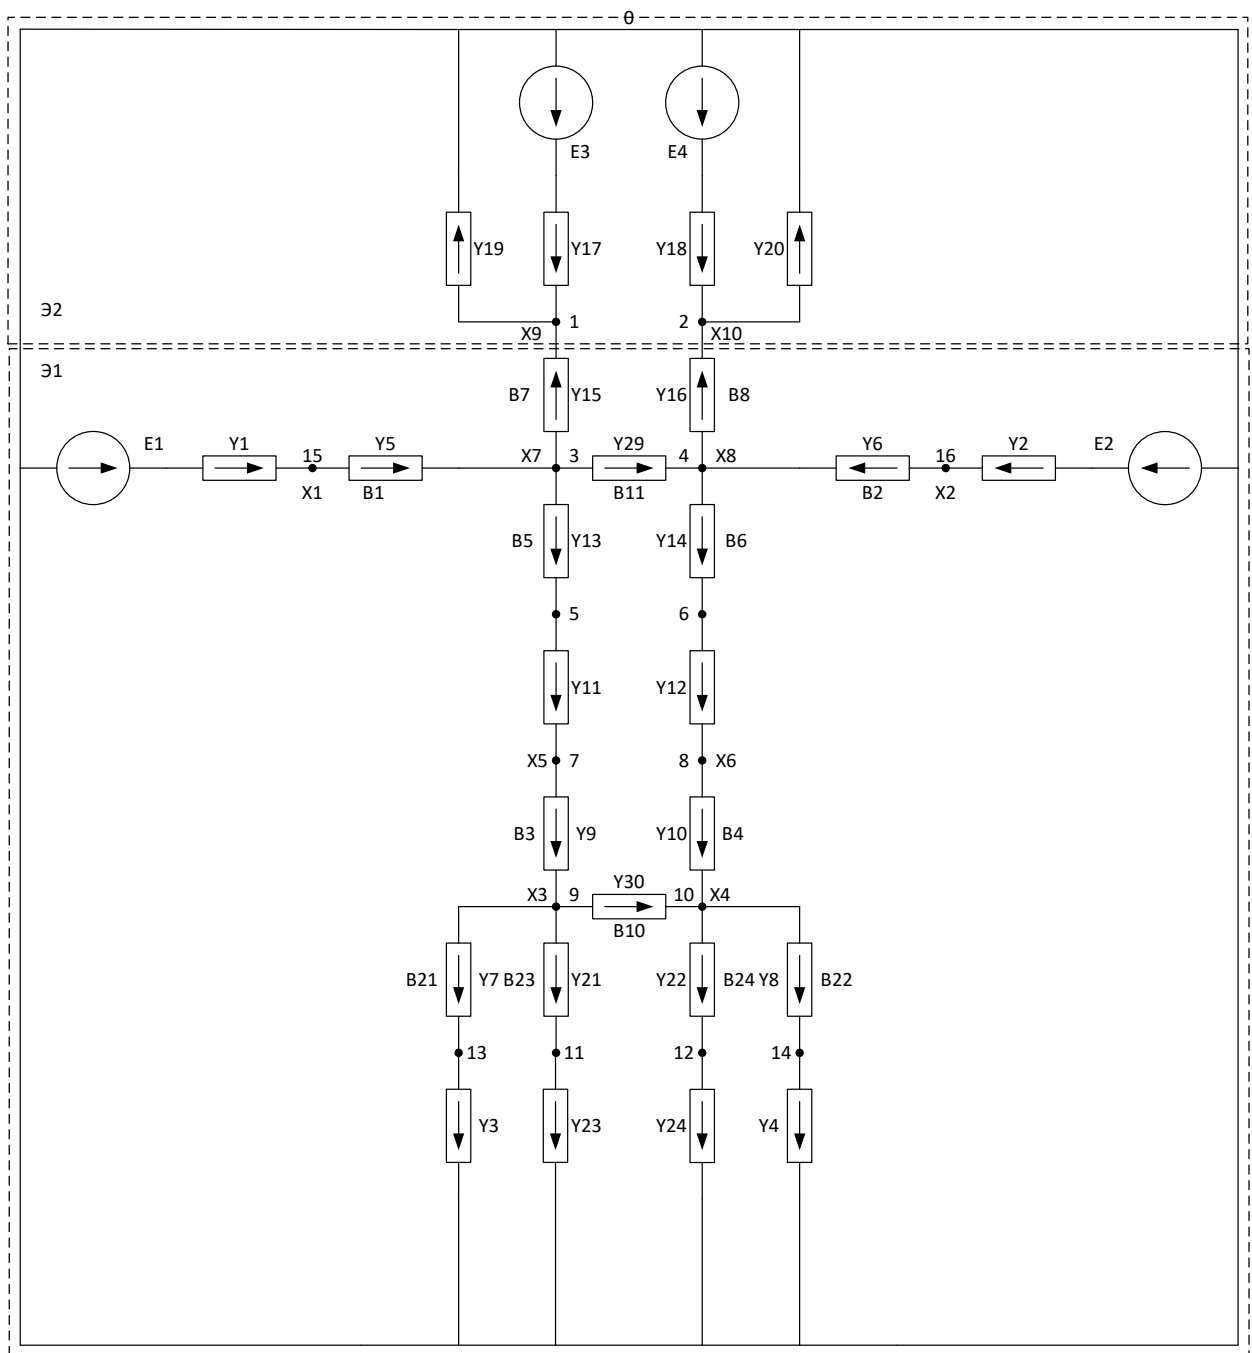 0
E3 E4
Y19 Y17 Y18 Y20
Э2
1 2
X9 X10
Э1
B7 Y15 Y16 B8
E1 Y1 Y5 Y29 Y6 Y2 E2
15 X7 3 4 X8 16
X1 B1 B11 B2 X2
B5 Y13 Y14 B6
5 6
Y11 Y12
X5 7 8 X6
B3 Y9 Y10 B4
Y30
X3 9 10 X4
B10
B21 Y7 B23 Y21 Y22 B24 Y8 B22
13 11 12 14
Y3 Y23 Y24 Y4